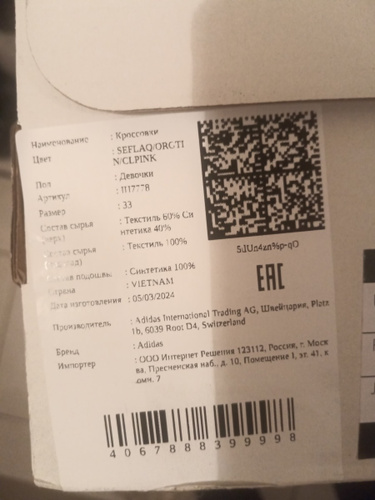 Наименование : Кроссовки
Цвет : SEFLAQ/ORCTI
N/CLPINK
Пол : Девочки
Артикул
Размер : 33
Состав сырья : Текстиль 60% Си
(верх) нтетика 40%
сырья : Текстиль 100%
подошвы : Синтетика 100%
Страна : VIETNAM
Дата изготовления : 05/03/2024
Производитель : Adidas International Trading AG, Швейцария, Platz
1b, 6039 Root D4, Switzerland
Бренд : Adidas
Импортер : ООО Интернет Решения 123112, Россия, г. Моск
ва, Пресненская наб., д. 10, Помещение I, эт. 41, к
омн. 7
EAC
4067888399998